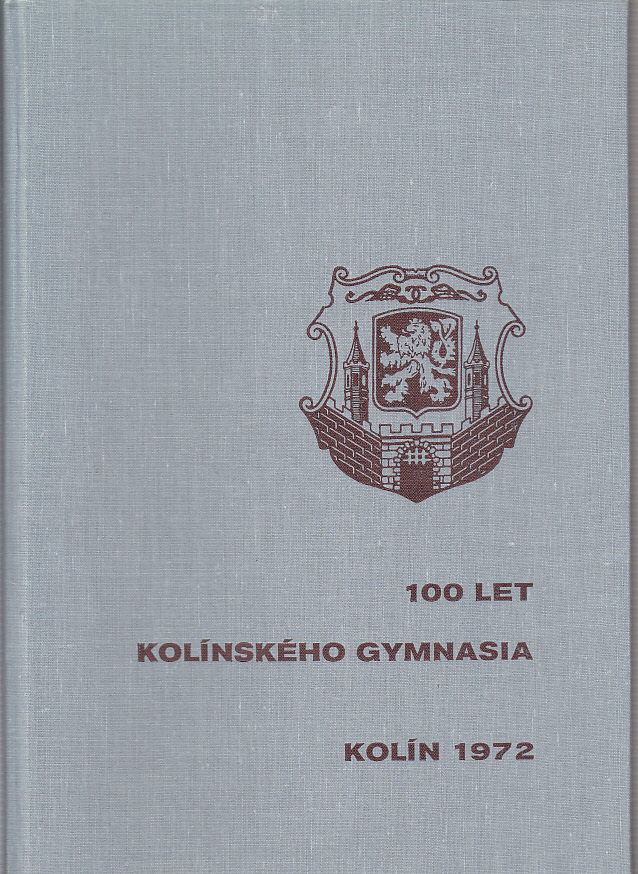 100 LET
KOLÍNSKÉHO GYMNASIA
KOLÍN 1972